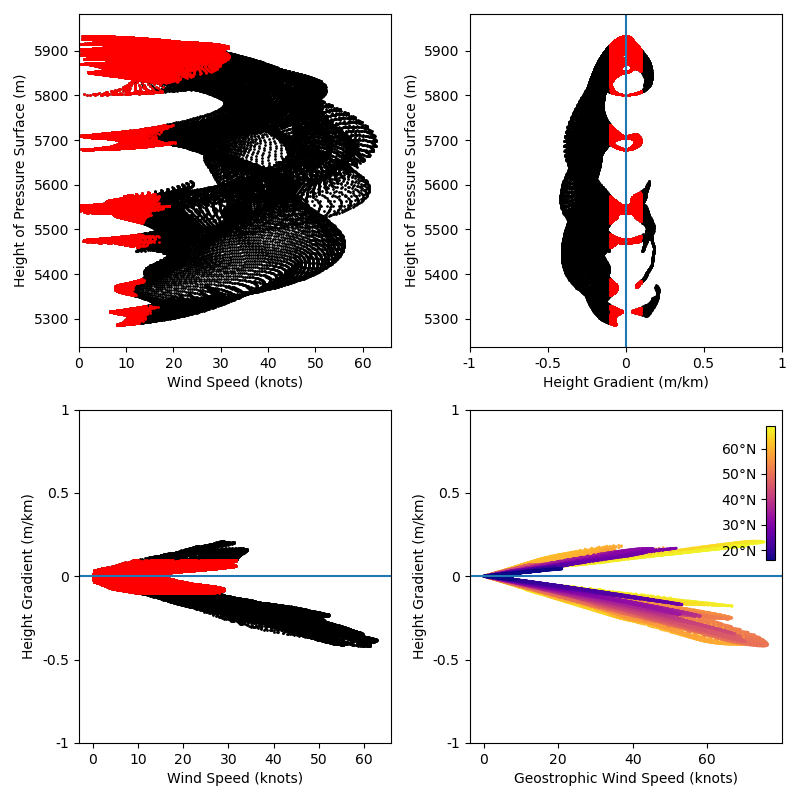 5900
5800
5700
5600
5500
5400
5300
Height of Pressure Surface (m)
0 10 20 30 40 50 60
Wind Speed (knots)
5900
5800
5700
5600
5500
5400
5300
Height of Pressure Surface (m)
-1 -0.5 0 0.5 1
Height Gradient (m/km)
1
0.5
0
-0.5
-1
Height Gradient (m/km)
0 10 20 30 40 50 60
Wind Speed (knots)
1
0.5
0
-0.5
-1
Height Gradient (m/km)
60°N
50°N
40°N
30°N
20°N
0 20 40 60
Geostrophic Wind Speed (knots)